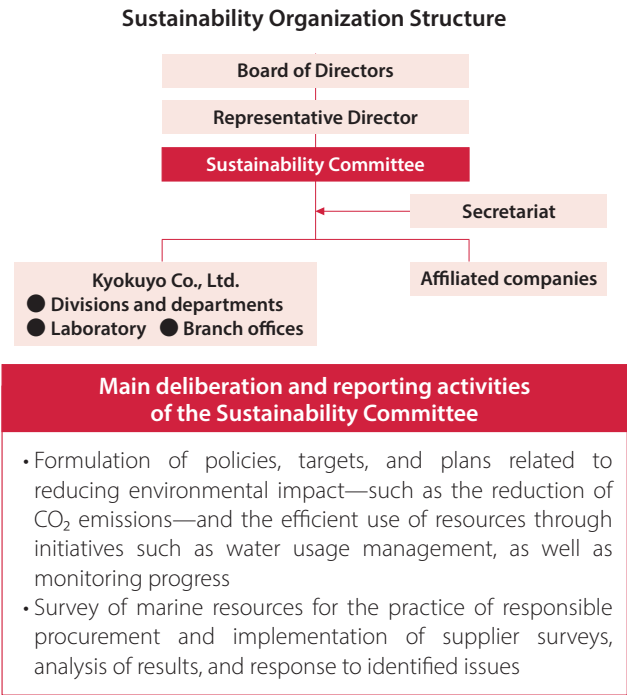 Sustainability Organization Structure
Board of Directors
Representative Director
Sustainability Committee
Secretariat
Kyokuyo Co., Ltd.
● Divisions and departments
● Laboratory ● Branch offices
Affiliated companies
Main deliberation and reporting activities
of the Sustainability Committee
• Formulation of policies, targets, and plans related to
reducing environmental impact—such as the reduction of
CO₂ emissions—and the efficient use of resources through
initiatives such as water usage management, as well as
monitoring progress
• Survey of marine resources for the practice of responsible
procurement and implementation of supplier surveys,
analysis of results, and response to identified issues